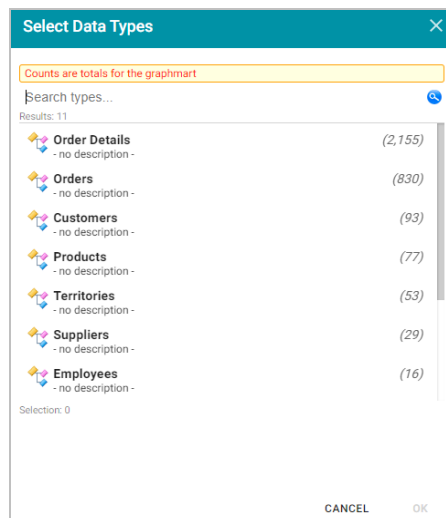 Select Data Types
Counts are totals for the graphmart
Search types...
Results: 11
Order Details (2,155)
- no description -
Orders (830)
- no description -
Customers (93)
- no description -
Products (77)
- no description -
Territories (53)
- no description -
Suppliers (29)
- no description -
Employees (16)
- no description -
Selection: 0
CANCEL OK